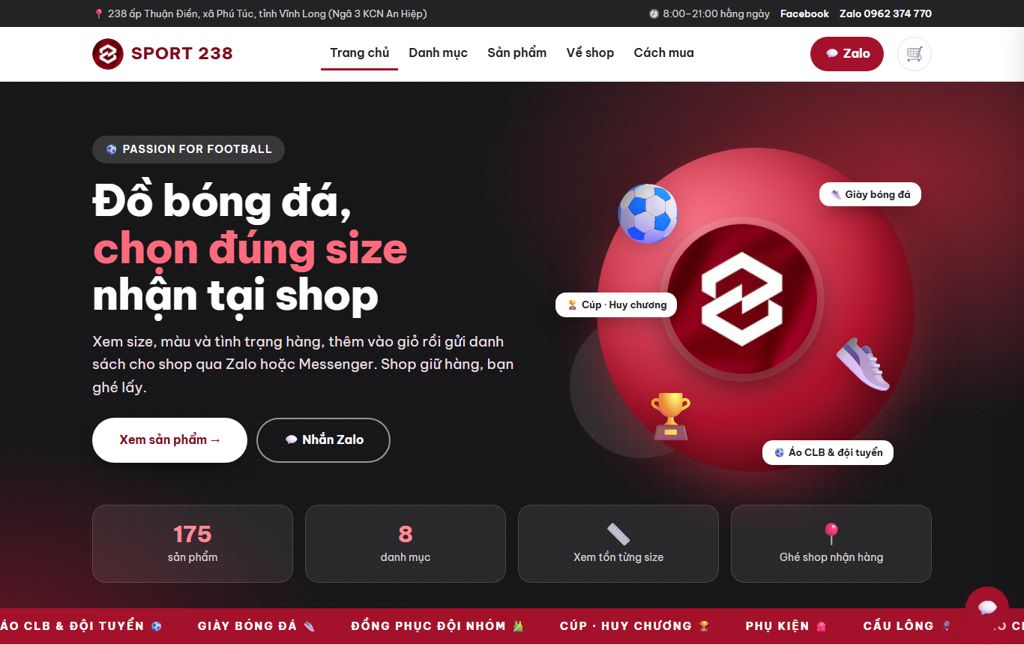 238 ấp Thuận Điền, xã Phú Túc, tỉnh Vĩnh Long (Ngã 3 KCN An Hiệp)
8:00–21:00 hằng ngày Facebook Zalo 0962 374 770
SPORT 238
Trang chủ Danh mục Sản phẩm Về shop Cách mua
Zalo
PASSION FOR FOOTBALL
Đồ bóng đá,
chọn đúng size
nhận tại shop
Xem size, màu và tình trạng hàng, thêm vào giỏ rồi gửi danh
sách cho shop qua Zalo hoặc Messenger. Shop giữ hàng, bạn
ghé lấy.
Xem sản phẩm →
Nhắn Zalo
Giày bóng đá
Cúp · Huy chương
Áo CLB & đội tuyển
175
sản phẩm
8
danh mục
Xem tồn từng size
Ghé shop nhận hàng
ÁO CLB & ĐỘI TUYỂN GIÀY BÓNG ĐÁ ĐỒNG PHỤC ĐỘI NHÓM CÚP · HUY CHƯƠNG PHỤ KIỆN CẦU LÔNG